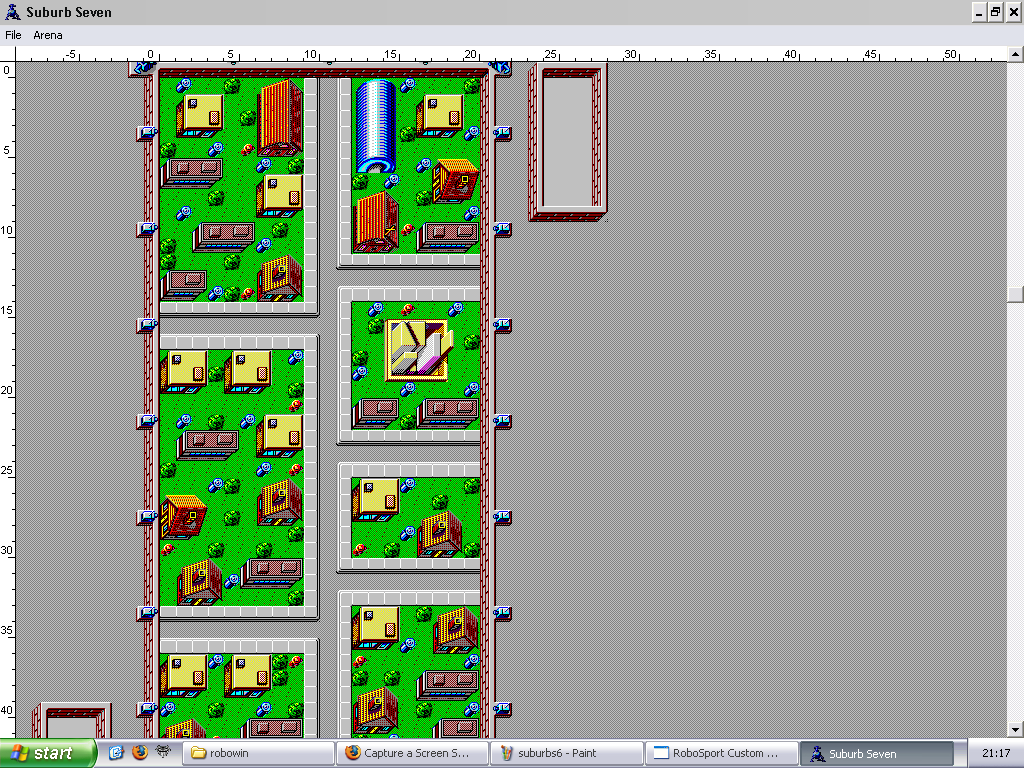 Suburb Seven
File Arena
-5 0 5 10 15 20 25 30 35 40 45 50
0
5
10
15
20
25
30
35
40
start robowin Capture a Screen S... suburbs6 - Paint RoboSport Custom ... Suburb Seven 21:17